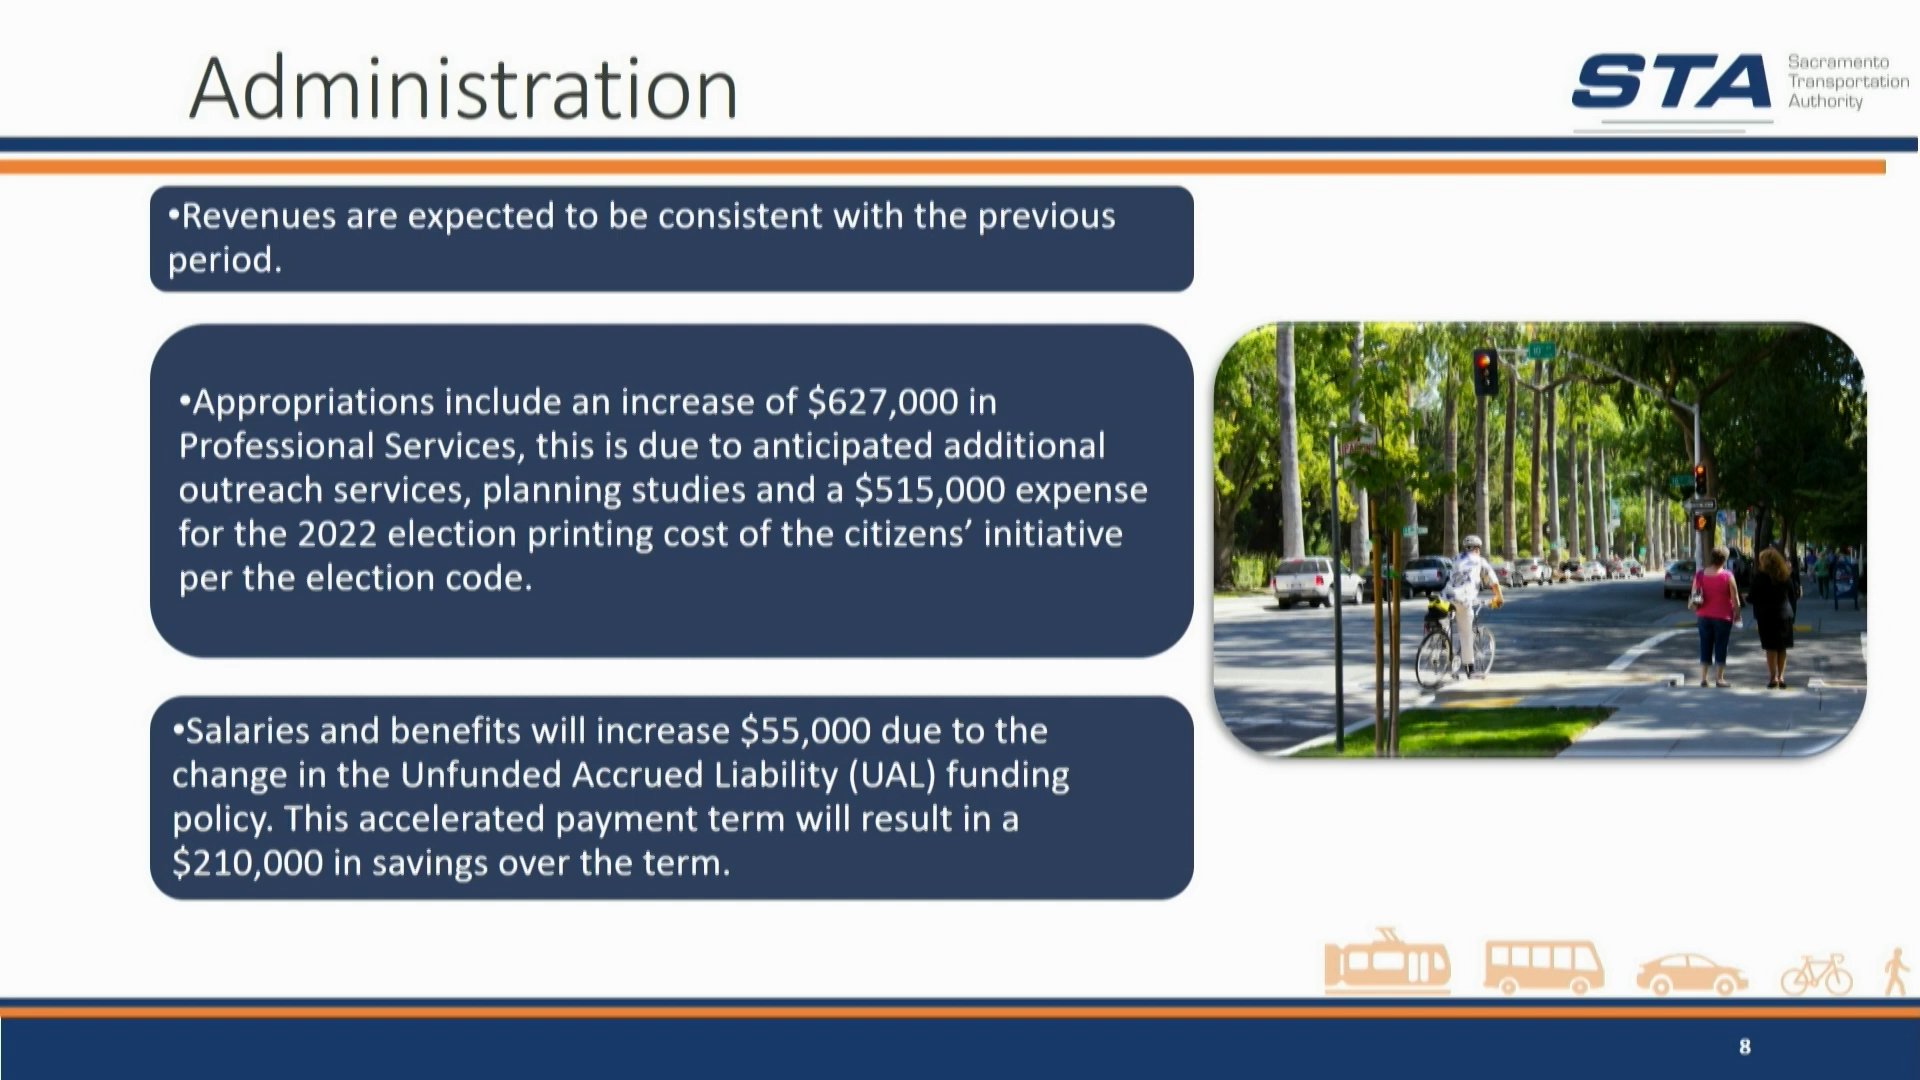 Administration
STA
Sacramento
Transportation
Authority
•Revenues are expected to be consistent with the previous
period.
•Appropriations include an increase of $627,000 in
Professional Services, this is due to anticipated additional
outreach services, planning studies and a $515,000 expense
for the 2022 election printing cost of the citizens’ initiative
per the election code.
•Salaries and benefits will increase $55,000 due to the
change in the Unfunded Accrued Liability (UAL) funding
policy. This accelerated payment term will result in a
$210,000 in savings over the term.
8